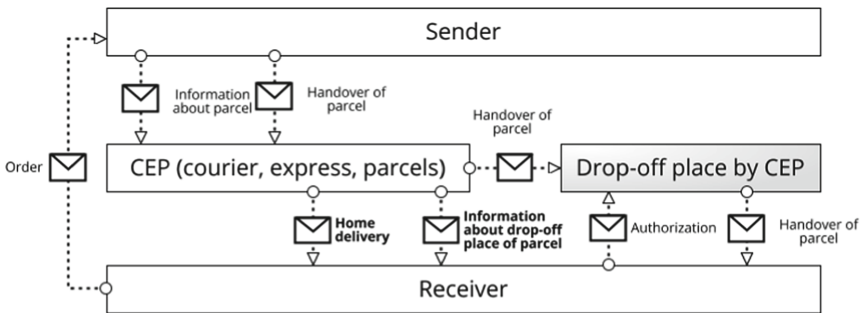 Sender
Information
about parcel
Handover of
parcel
Handover of
parcel
Order
CEP (courier, express, parcels)
Drop-off place by CEP
Home
delivery
Information
about drop-off
place of parcel
Authorization
Handover of
parcel
Receiver